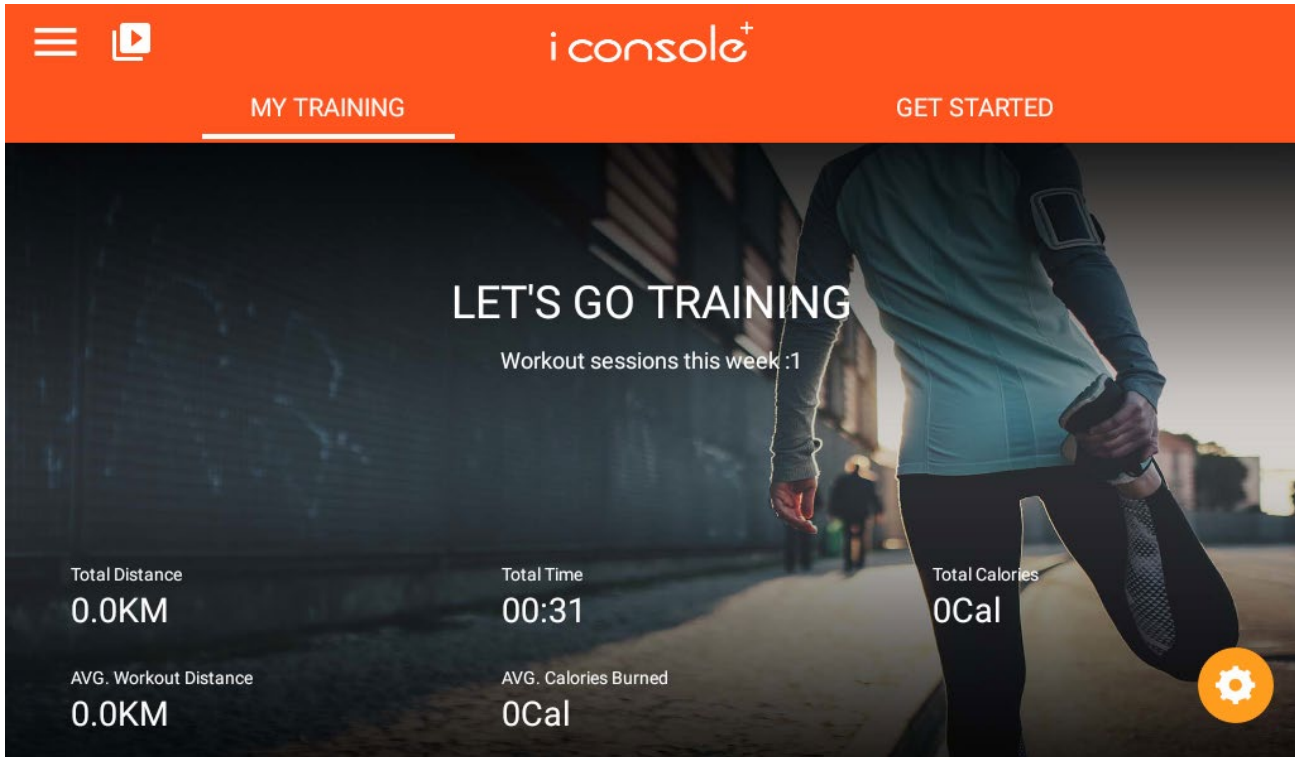 i console+
MY TRAINING
GET STARTED
LET'S GO TRAINING
Workout sessions this week :1
Total Distance
0.0KM
Total Time
00:31
Total Calories
0Cal
AVG. Workout Distance
0.0KM
AVG. Calories Burned
0Cal